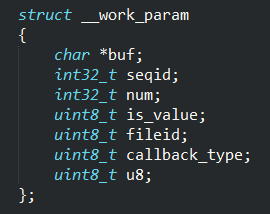 struct __work_param
{
    char *buf;
    int32_t seqid;
    int32_t num;
    uint8_t is_value;
    uint8_t fileid;
    uint8_t callback_type;
    uint8_t u8;
};